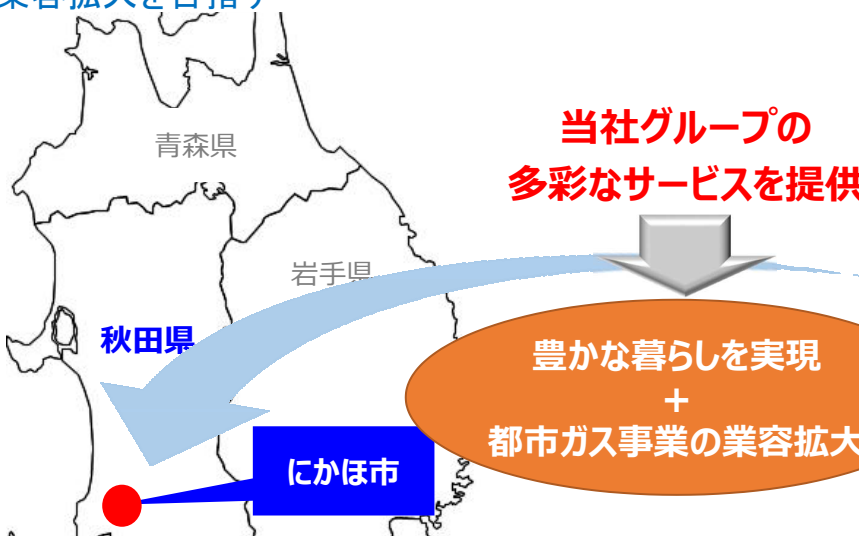 業容拡大を目指す
青森県
当社グループの
多彩なサービスを提供
岩手県
秋田県
豊かな暮らしを実現
+
都市ガス事業の業容拡大
にかほ市